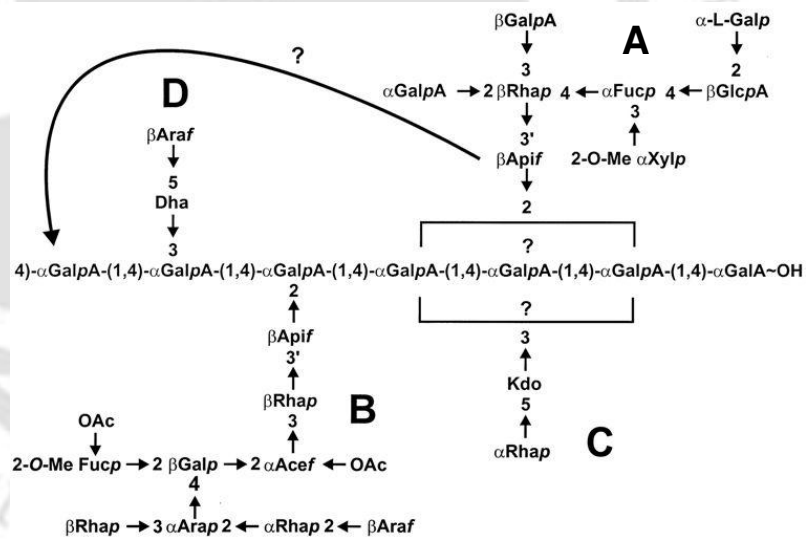 βGalpA A α-L-Galp
?
3 2
D αGalpA → 2 βRhap 4 ← αFucp 4 ← βGlcpA
3
βAraf 3'
βApif 2-O-Me αXylp
5
Dha 2
3 ?
4)-αGalpA-(1,4)-αGalpA-(1,4)-αGalpA-(1,4)-αGalpA-(1,4)-αGalpA-(1,4)-αGalpA-(1,4)-αGalA~OH
2
?
βApif 3
3'
Kdo
βRhap B 5
OAc 3
αRhap C
2-O-Me Fucp → 2 βGalp → 2 αAcef ← OAc
4
βRhap → 3 αArap 2 ← αRhap 2 ← βAraf